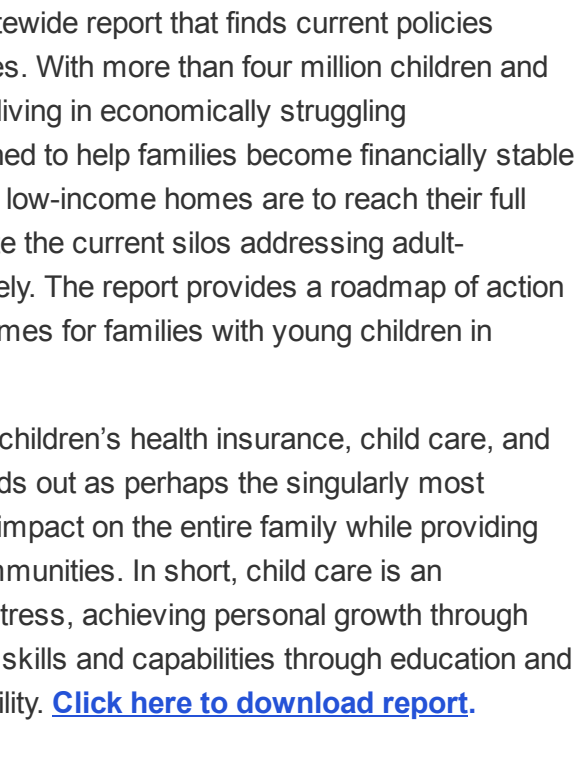 tewide report that finds current policies
es. With more than four million children and
living in economically struggling
ned to help families become financially stable
low-income homes are to reach their full
e the current silos addressing adult-
ely. The report provides a roadmap of action
mes for families with young children in
children’s health insurance, child care, and
ds out as perhaps the singularly most
impact on the entire family while providing
mmunities. In short, child care is an
tress, achieving personal growth through
skills and capabilities through education and
ility. Click here to download report.